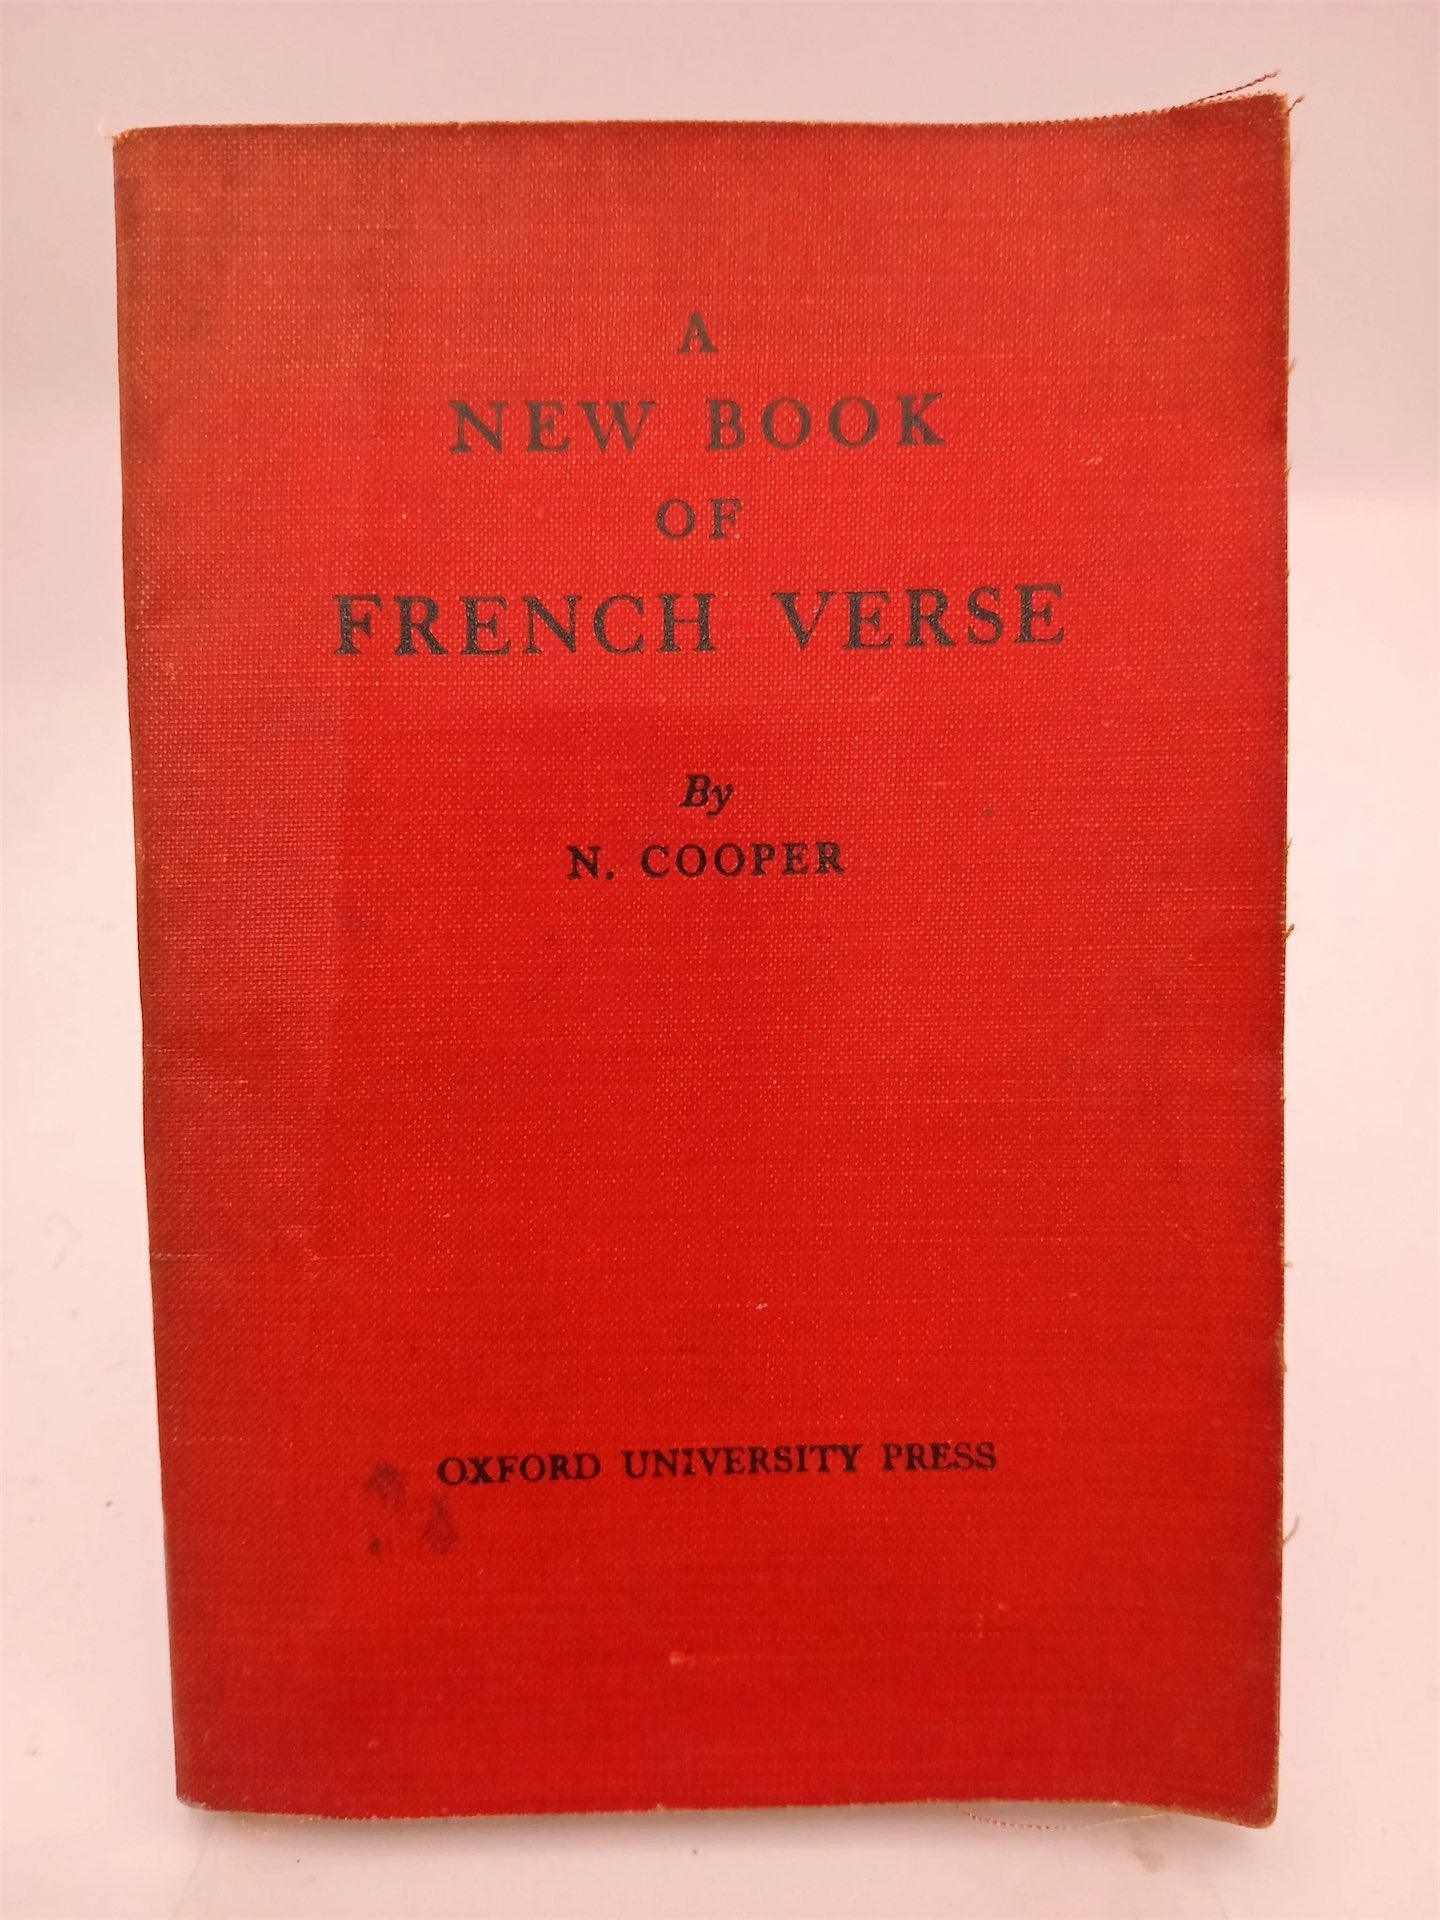 A
NEW BOOK
OF
FRENCH VERSE
By
N. COOPER
OXFORD UNIVERSITY PRESS